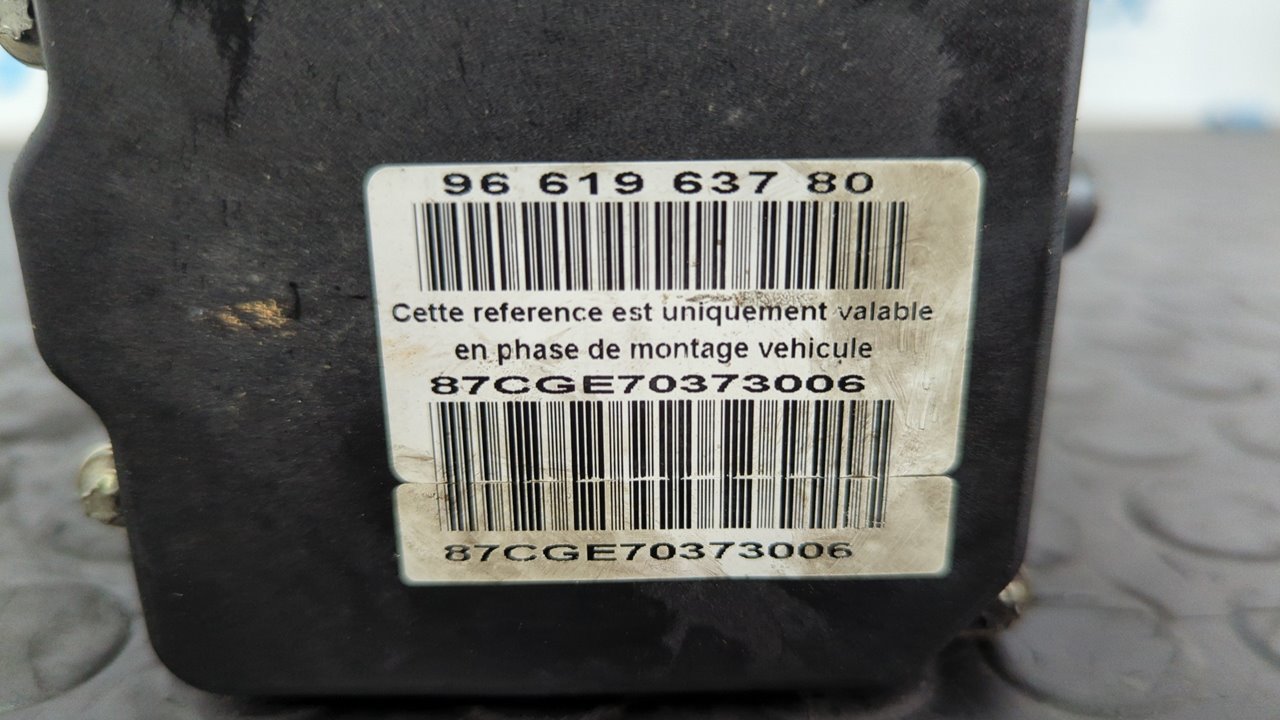 96 619 637 80
Cette reference est uniquement valable
en phase de montage vehicule
87CGE70373006
87CGE70373006